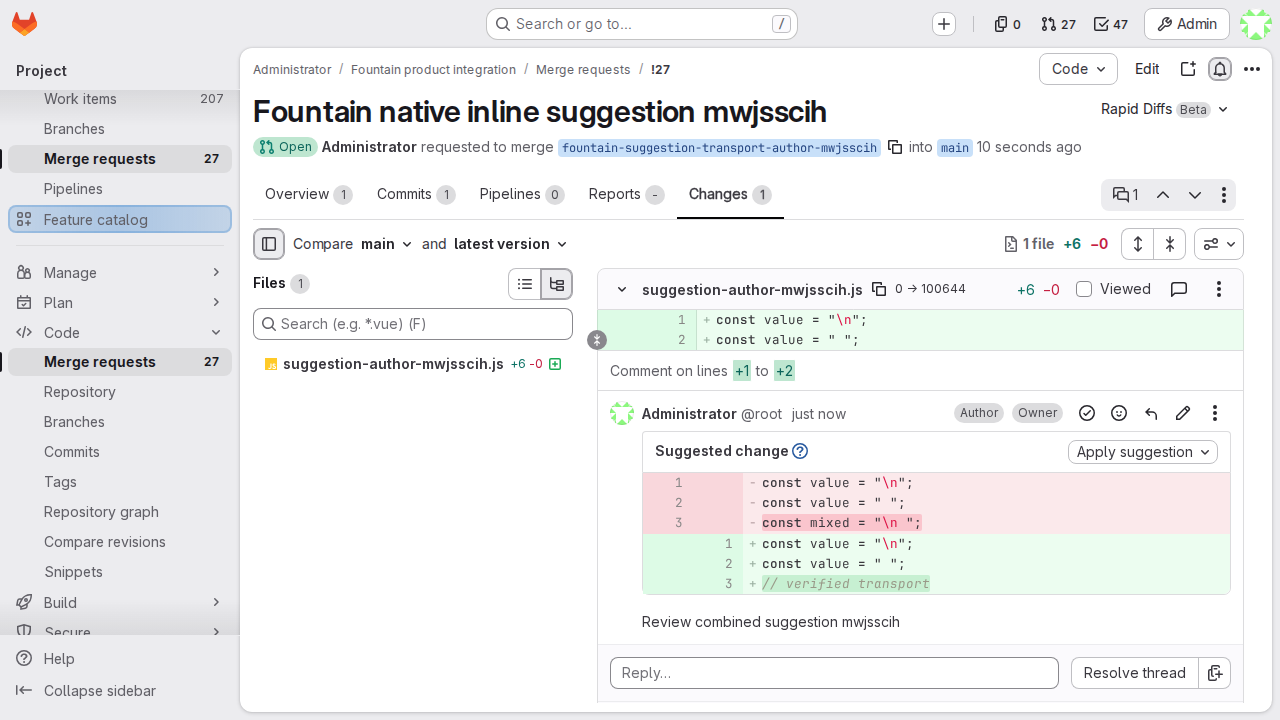 Search or go to...
/
0
27
47
Admin
Project
Work items
207
Branches
Merge requests
27
Pipelines
Feature catalog
Manage
Plan
Code
Merge requests
27
Repository
Branches
Commits
Tags
Repository graph
Compare revisions
Snippets
Build
Secure
Help
Collapse sidebar
Administrator / Fountain product integration / Merge requests / !27
Code
Edit
Fountain native inline suggestion mwjsscih
Rapid Diffs Beta
Open Administrator requested to merge fountain-suggestion-transport-author-mwjsscih into main 10 seconds ago
Overview 1
Commits 1
Pipelines 0
Reports -
Changes 1
1
Compare main and latest version
1 file +6 −0
Files 1
Search (e.g. *.vue) (F)
JS suggestion-author-mwjsscih.js +6 -0
suggestion-author-mwjsscih.js 0 → 100644 +6 −0 Viewed
1 + const value = "\n";
2 + const value = " ";
Comment on lines +1 to +2
Administrator @root just now Author Owner
Suggested change ?
Apply suggestion
1 - const value = "\n";
2 - const value = " ";
3 - const mixed = "\n ";
1 + const value = "\n";
2 + const value = " ";
3 + // verified transport
Review combined suggestion mwjsscih
Reply…
Resolve thread